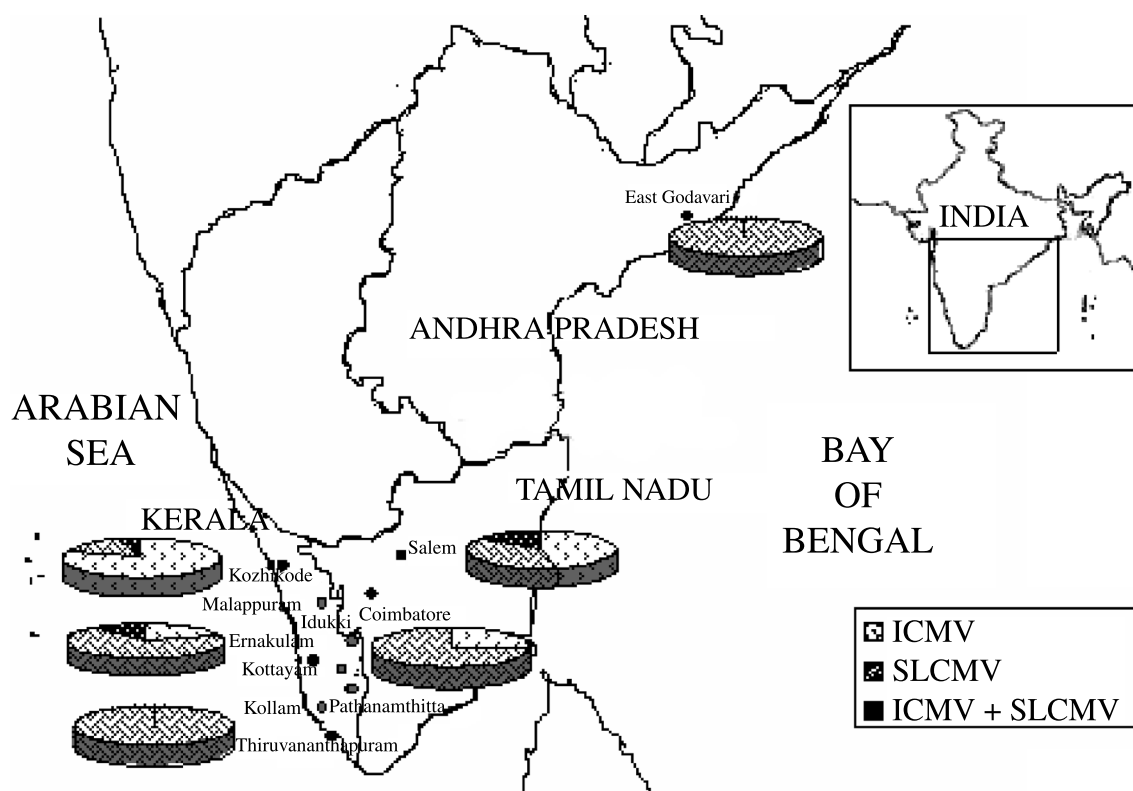 East Godavari
INDIA
ANDHRA PRADESH
ARABIAN
SEA
BAY
OF
BENGAL
TAMIL NADU
KERALA
Salem
Kozhikode
Malappuram
Idukki
Coimbatore
Ernakulam
Kottayam
Kollam
Pathanamthitta
Thiruvananthapuram
ICMV
SLCMV
ICMV + SLCMV